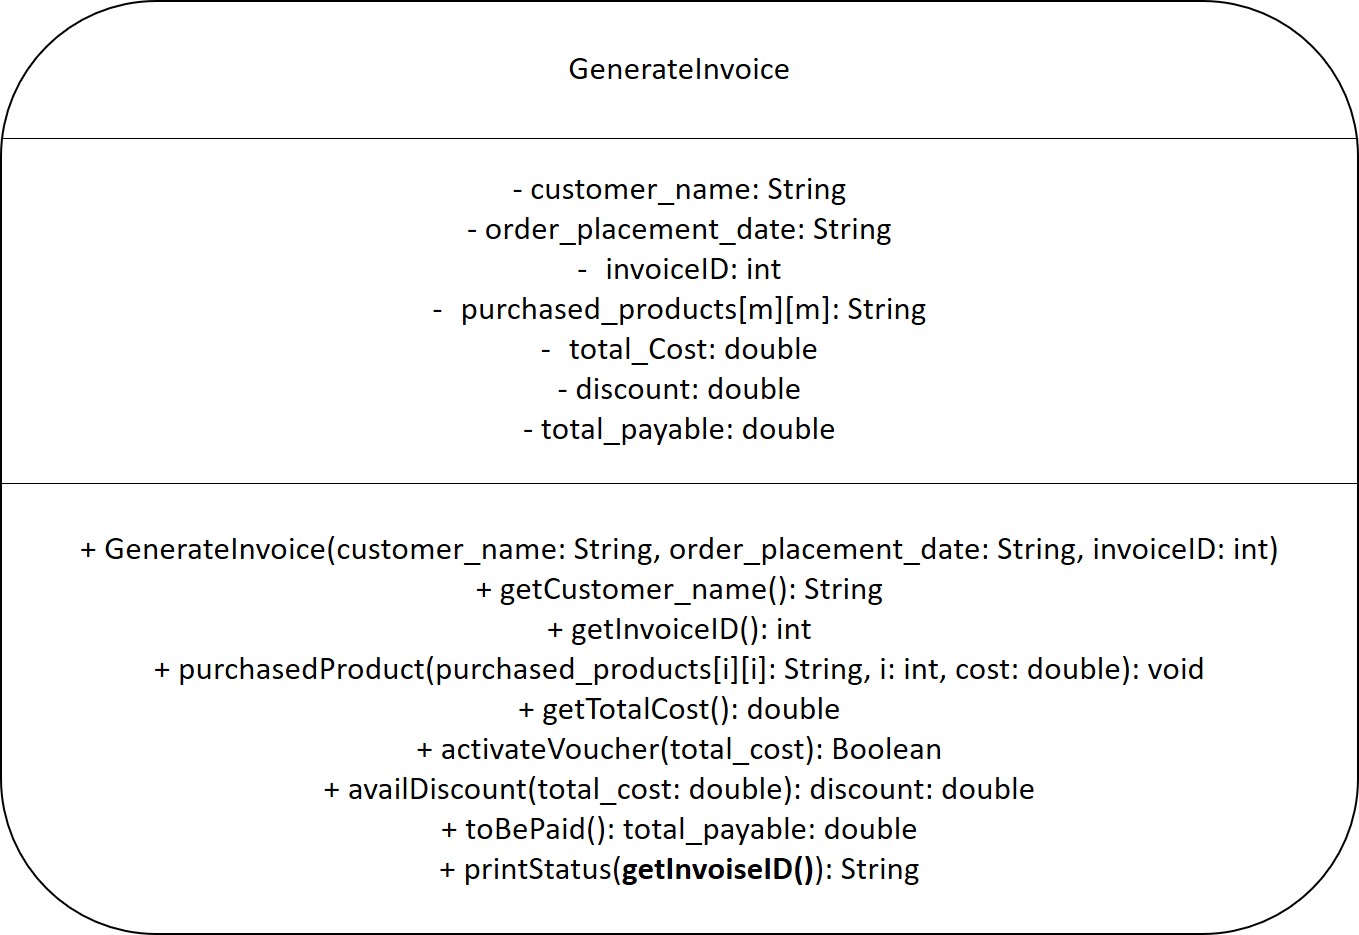 GenerateInvoice
- customer_name: String
- order_placement_date: String
- invoiceID: int
- purchased_products[m][m]: String
- total_Cost: double
- discount: double
- total_payable: double
+ GenerateInvoice(customer_name: String, order_placement_date: String, invoiceID: int)
+ getCustomer_name(): String
+ getInvoiceID(): int
+ purchasedProduct(purchased_products[i][i]: String, i: int, cost: double): void
+ getTotalCost(): double
+ activateVoucher(total_cost): Boolean
+ availDiscount(total_cost: double): discount: double
+ toBePaid(): total_payable: double
+ printStatus(getInvoiseID()): String